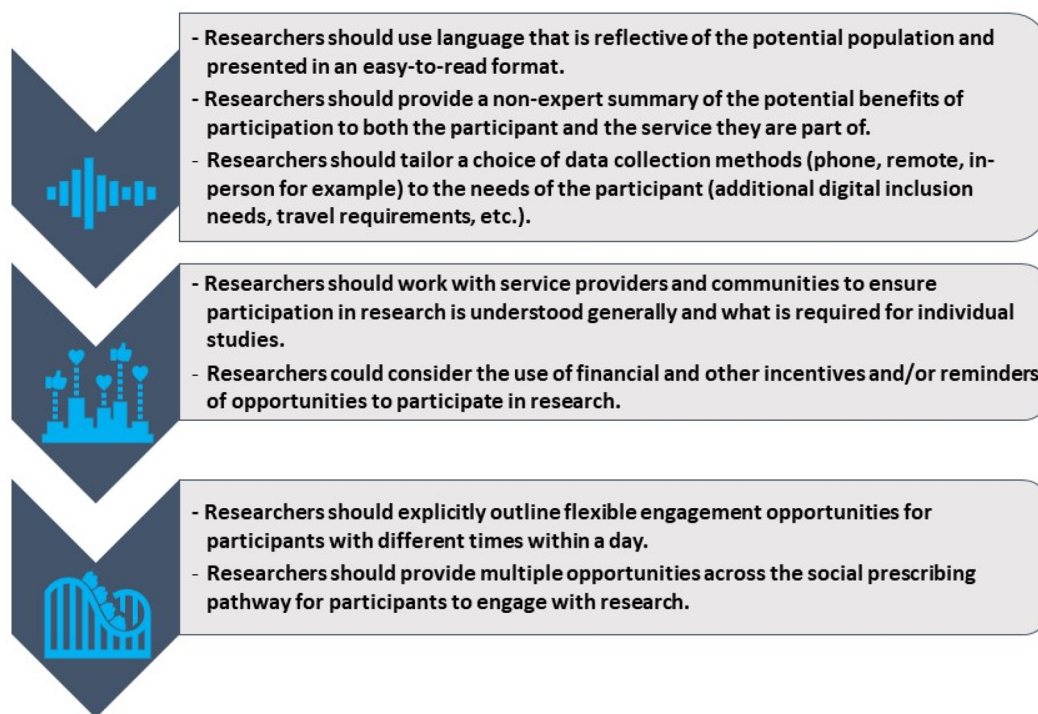 - Researchers should use language that is reflective of the potential population and
presented in an easy-to-read format.
- Researchers should provide a non-expert summary of the potential benefits of
participation to both the participant and the service they are part of.
- Researchers should tailor a choice of data collection methods (phone, remote, in-
person for example) to the needs of the participant (additional digital inclusion
needs, travel requirements, etc.).
- Researchers should work with service providers and communities to ensure
participation in research is understood generally and what is required for individual
studies.
- Researchers could consider the use of financial and other incentives and/or reminders
of opportunities to participate in research.
- Researchers should explicitly outline flexible engagement opportunities for
participants with different times within a day.
- Researchers should provide multiple opportunities across the social prescribing
pathway for participants to engage with research.